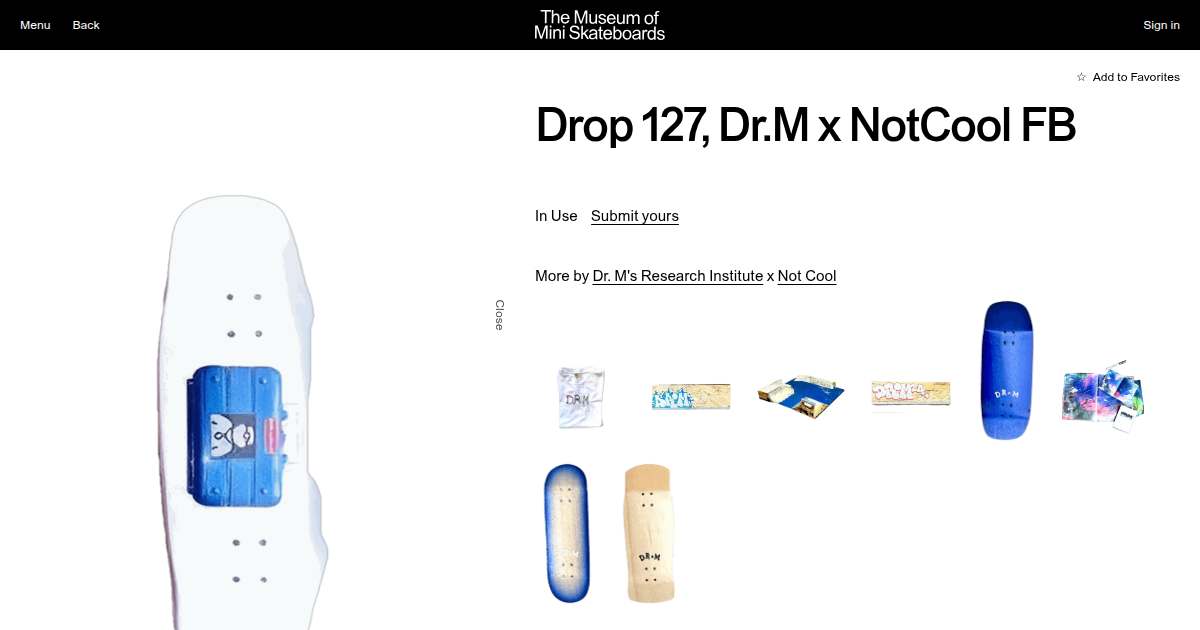 Menu
Back
The Museum of
Mini Skateboards
Sign in
☆ Add to Favorites
Drop 127, Dr.M x NotCool FB
In Use Submit yours
More by Dr. M's Research Institute x Not Cool
Close
DR.M
DR•M
DR•M
DR•M